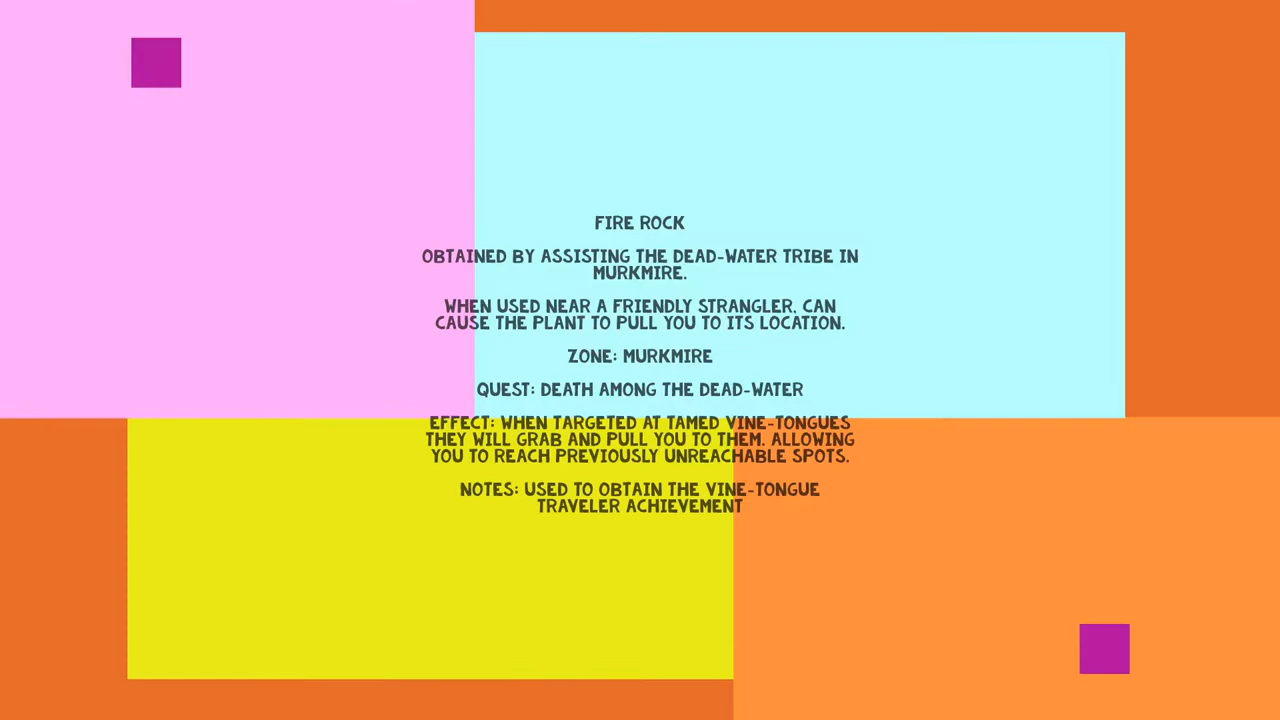 FIRE ROCK
OBTAINED BY ASSISTING THE DEAD-WATER TRIBE IN
MURKMIRE.
WHEN USED NEAR A FRIENDLY STRANGLER, CAN
CAUSE THE PLANT TO PULL YOU TO ITS LOCATION.
ZONE: MURKMIRE
QUEST: DEATH AMONG THE DEAD-WATER
EFFECT: WHEN TARGETED AT TAMED VINE-TONGUES
THEY WILL GRAB AND PULL YOU TO THEM, ALLOWING
YOU TO REACH PREVIOUSLY UNREACHABLE SPOTS.
NOTES: USED TO OBTAIN THE VINE-TONGUE
TRAVELER ACHIEVEMENT